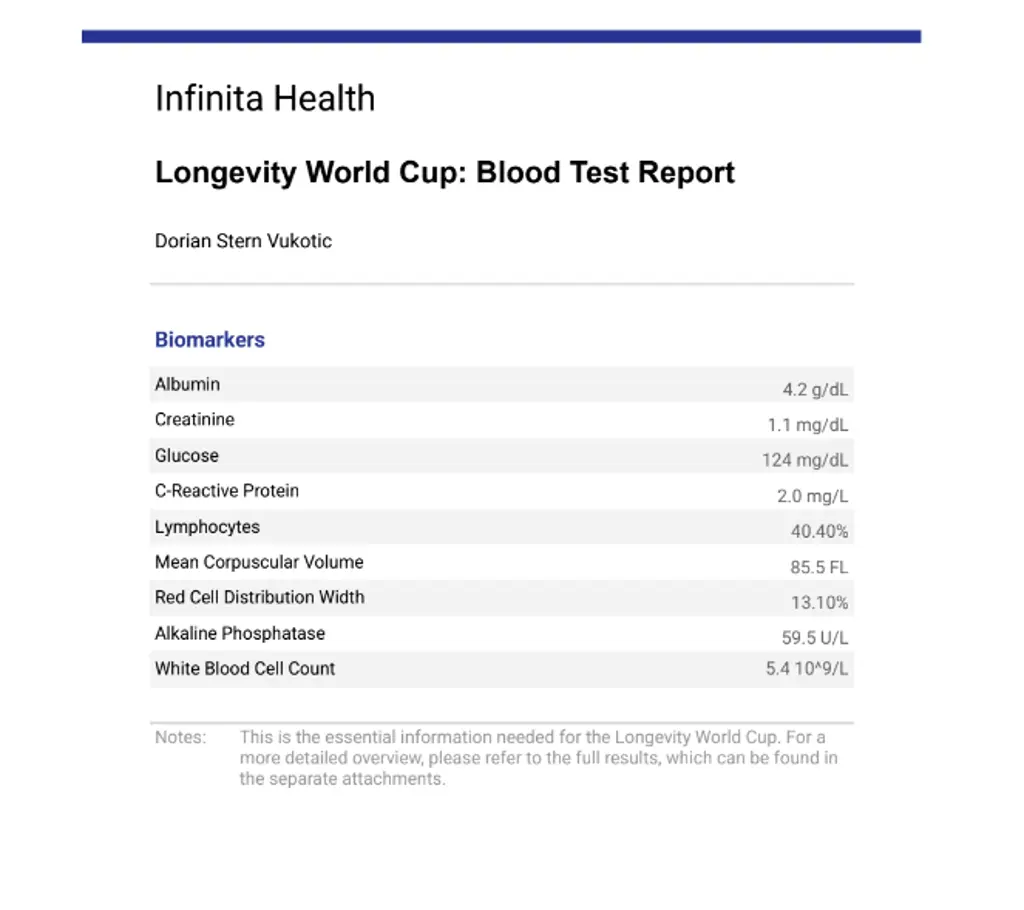 Infinita Health
Longevity World Cup: Blood Test Report
Dorian Stern Vukotic
Biomarkers
Albumin 4.2 g/dL
Creatinine 1.1 mg/dL
Glucose 124 mg/dL
C-Reactive Protein 2.0 mg/L
Lymphocytes 40.40%
Mean Corpuscular Volume 85.5 FL
Red Cell Distribution Width 13.10%
Alkaline Phosphatase 59.5 U/L
White Blood Cell Count 5.4 10^9/L
Notes: This is the essential information needed for the Longevity World Cup. For a
more detailed overview, please refer to the full results, which can be found in
the separate attachments.